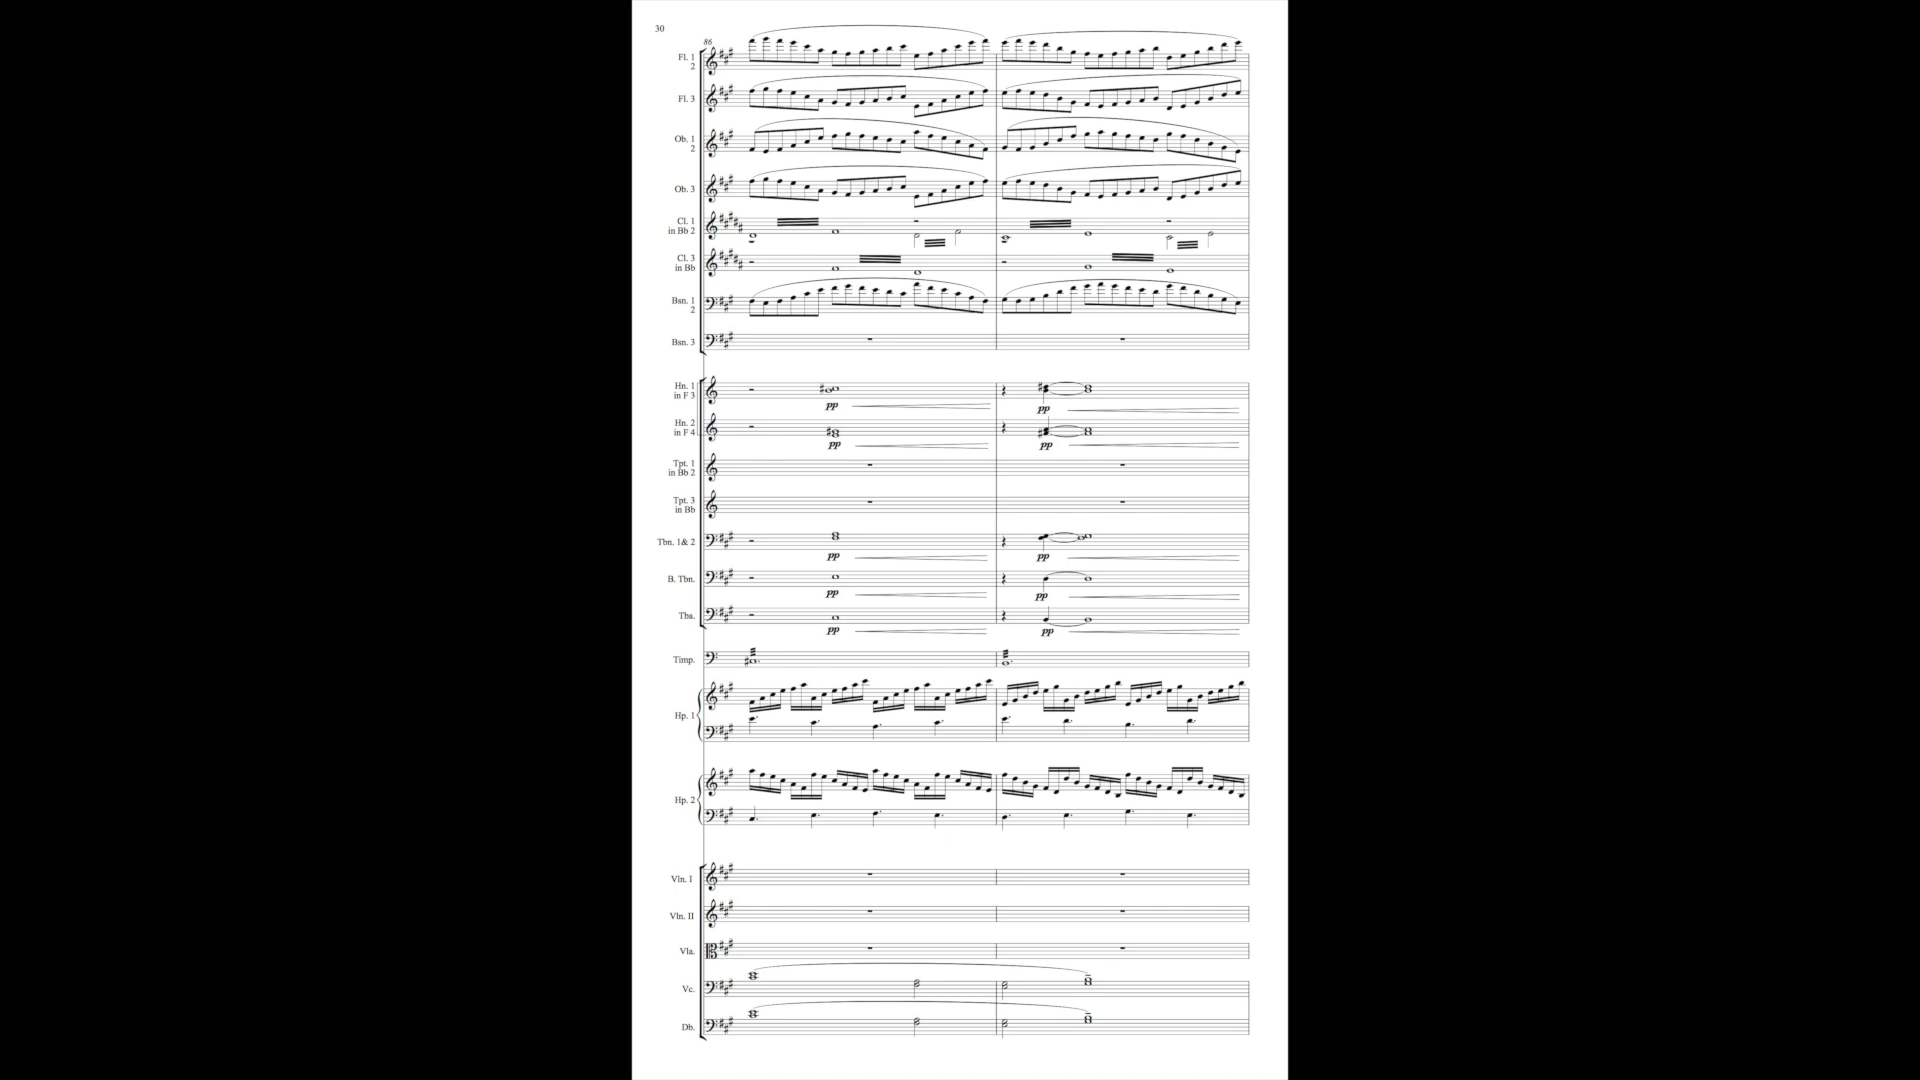 30
86
Fl. 1
2
Fl. 3
Ob. 1
2
Ob. 3
Cl. 1
in Bb 2
Cl. 3
in Bb
Bsn. 1
2
Bsn. 3
Hn. 1
in F 3
pp
pp
Hn. 2
in F 4
pp
pp
Tpt. 1
in Bb 2
Tpt. 3
in Bb
Tbn. 1& 2
pp
pp
B. Tbn.
pp
pp
Tba.
pp
pp
Timp.
Hp. 1
Hp. 2
Vln. I
Vln. II
Vla.
Vc.
Db.